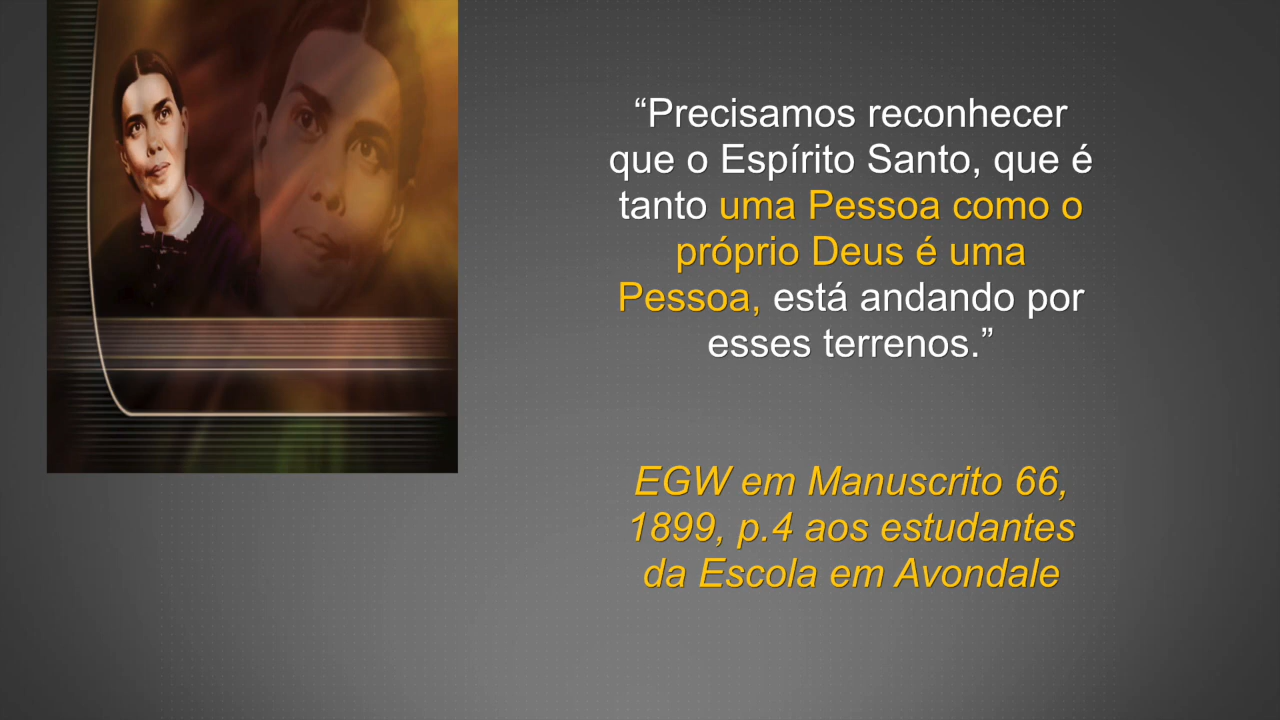 “Precisamos reconhecer
que o Espírito Santo, que é
tanto uma Pessoa como o
próprio Deus é uma
Pessoa, está andando por
esses terrenos.”
EGW em Manuscrito 66,
1899, p.4 aos estudantes
da Escola em Avondale